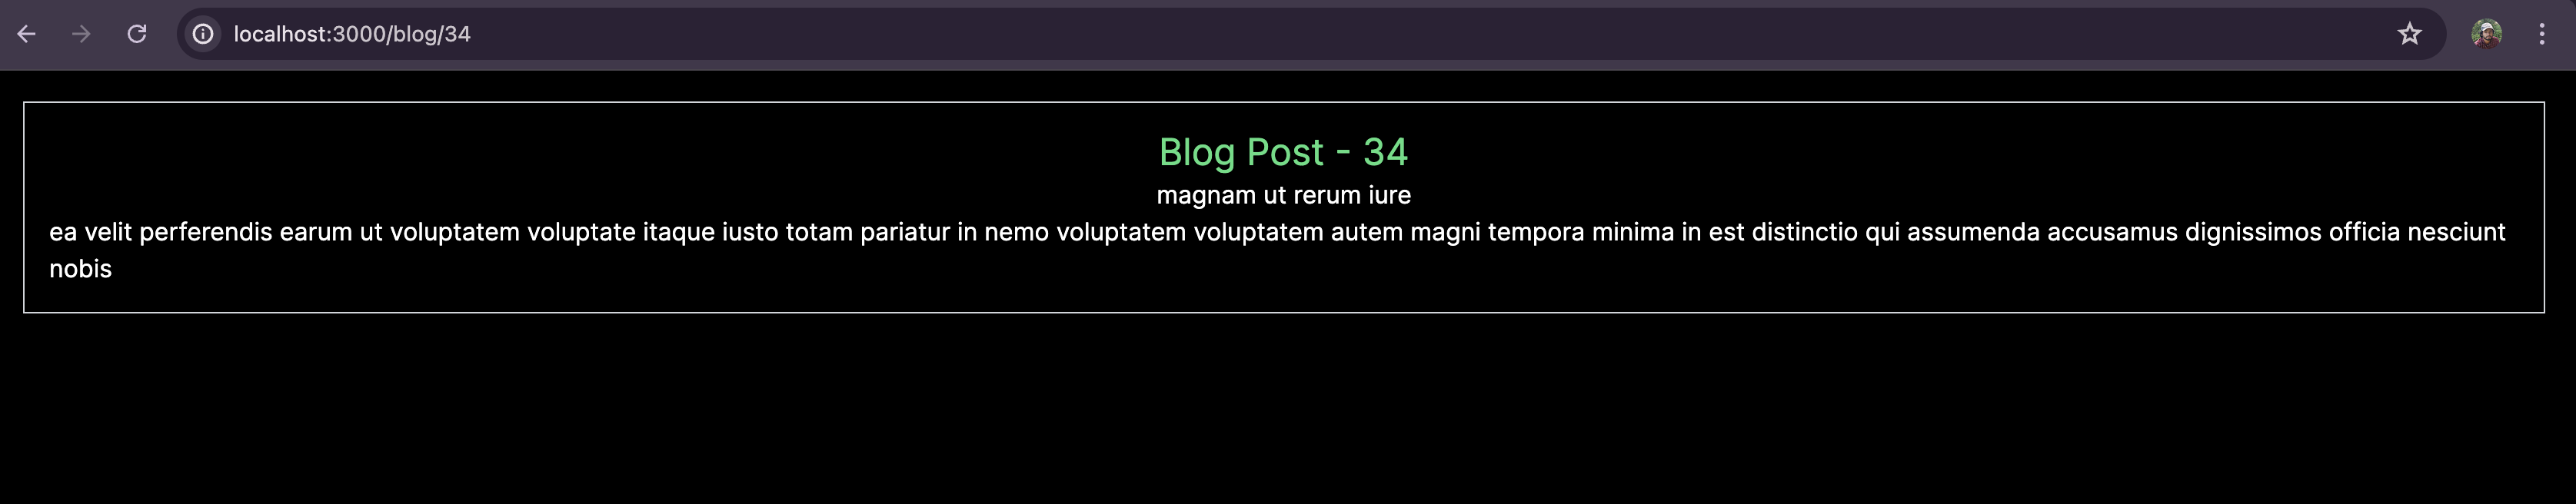 localhost:3000/blog/34
Blog Post - 34
magnam ut rerum iure
ea velit perferendis earum ut voluptatem voluptate itaque iusto totam pariatur in nemo voluptatem voluptatem autem magni tempora minima in est distinctio qui assumenda accusamus dignissimos officia nesciunt
nobis